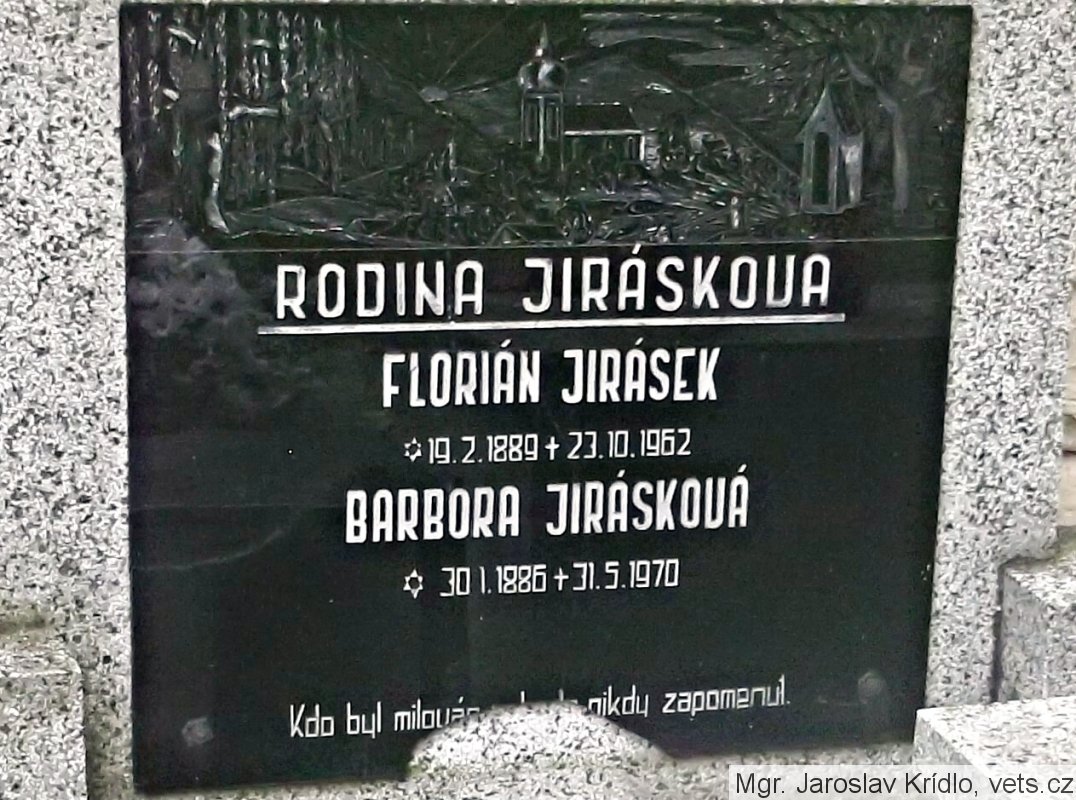 RODINA JIRÁSKOVA
FLORIÁN JIRÁSEK
✡ 19.2.1889 + 23.10.1962
BARBORA JIRÁSKOVÁ
✡ 30 1.1886 + 31.5.1970
Kdo byl milován nikdy zapomenut.
Mgr. Jaroslav Krídlo, vets.cz